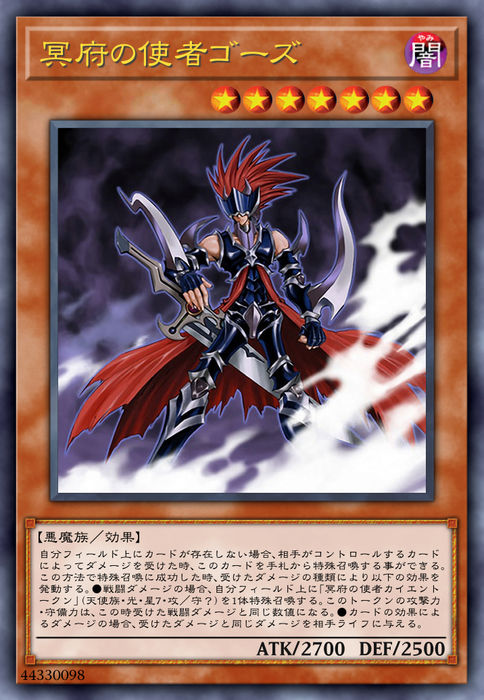 冥府の使者ゴーズ
やみ
闇
【悪魔族／効果】
自分フィールド上にカードが存在しない場合、相手がコントロールするカード
によってダメージを受けた時、このカードを手札から特殊召喚する事ができる。
この方法で特殊召喚に成功した時、受けたダメージの種類により以下の効果を
発動する。●戦闘ダメージの場合、自分フィールド上に「冥府の使者カイエントー
クン」（天使族・光・星7・攻／守？）を1体特殊召喚する。このトークンの攻撃力
・守備力は、この時受けた戦闘ダメージと同じ数値になる。●カードの効果によ
るダメージの場合、受けたダメージと同じダメージを相手ライフに与える。
ATK/2700 DEF/2500
44330098